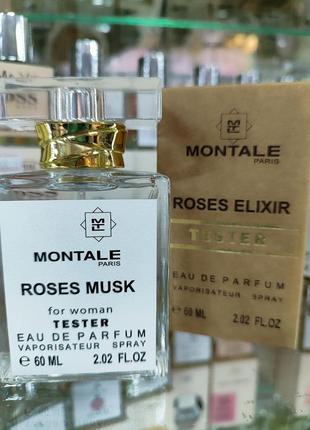 MONTALE
PARIS
ROSES MUSK
for woman
TESTER
EAU DE PARFUM
VAPORISATEUR SPRAY
℮ 60 ML 2.02 FL.OZ
MONTALE
PARIS
ROSES ELIXIR
TESTER
EAU DE PARFUM
VAPORISATEUR SPRAY
℮ 60 ML 2.02 FL.OZ